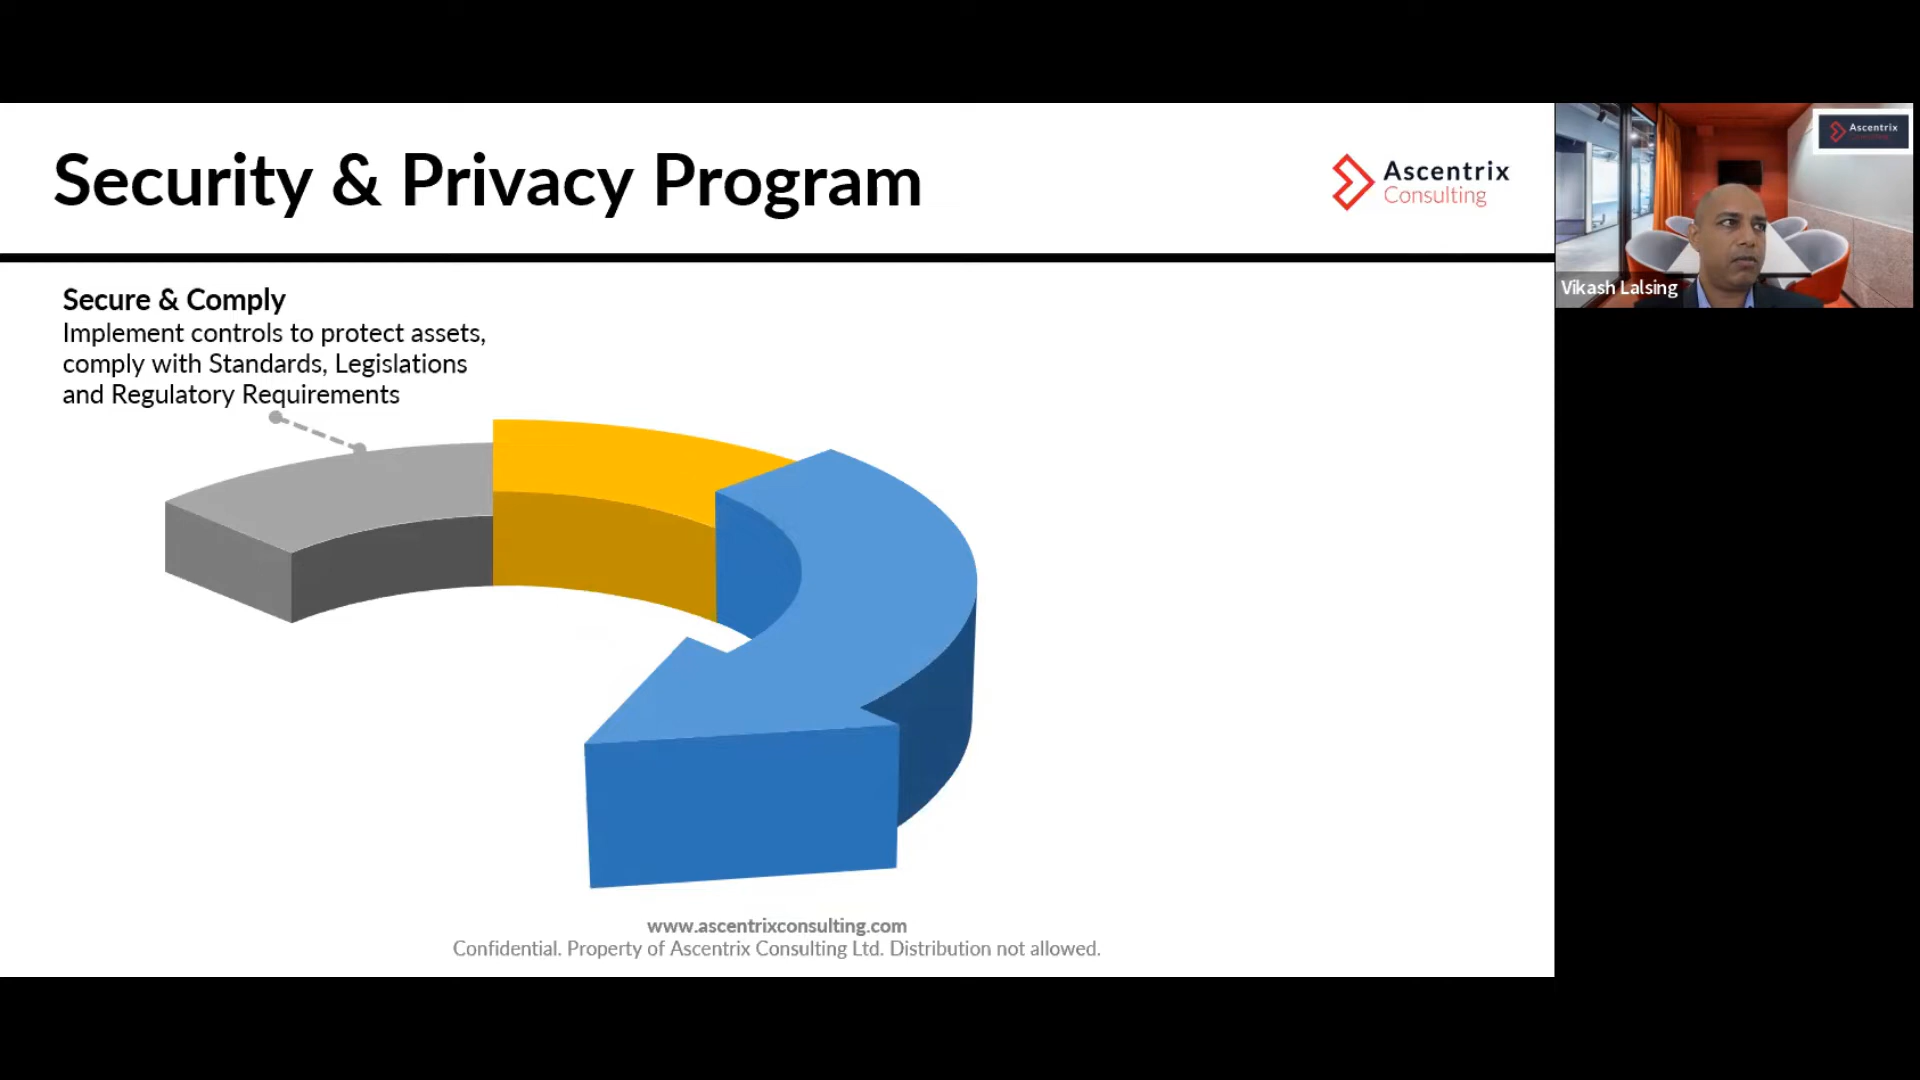 Security & Privacy Program
Ascentrix
Consulting
Ascentrix
Vikash Lalsing
Secure & Comply
Implement controls to protect assets,
comply with Standards, Legislations
and Regulatory Requirements
www.ascentrixconsulting.com
Confidential. Property of Ascentrix Consulting Ltd. Distribution not allowed.